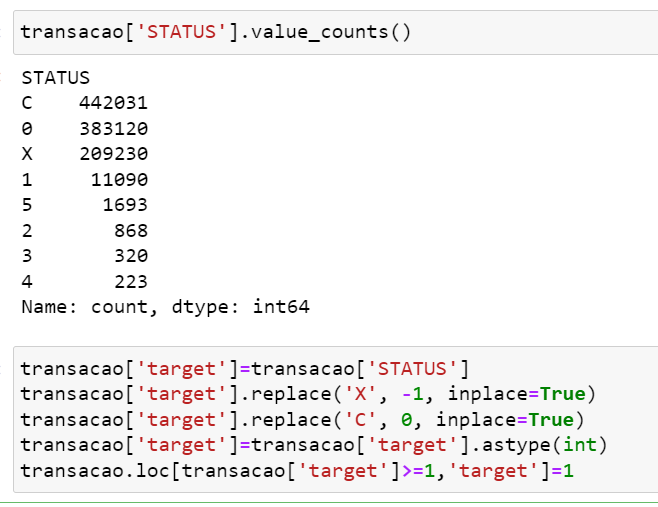 transacao['STATUS'].value_counts()
STATUS
C    442031
0    383120
X    209230
1     11090
5      1693
2       868
3       320
4       223
Name: count, dtype: int64
transacao['target']=transacao['STATUS']
transacao['target'].replace('X', -1, inplace=True)
transacao['target'].replace('C', 0, inplace=True)
transacao['target']=transacao['target'].astype(int)
transacao.loc[transacao['target']>=1,'target']=1